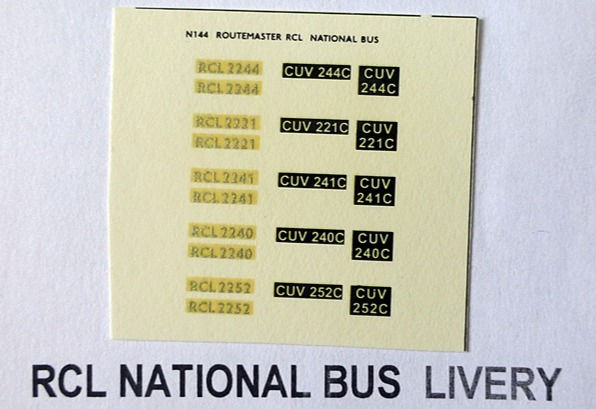 N144 ROUTEMASTER RCL NATIONAL BUS
RCL 2244 CUV 244C CUV
RCL 2244 244C
RCL 2221 CUV 221C CUV
RCL 2221 221C
RCL 2241 CUV 241C CUV
RCL 2241 241C
RCL 2240 CUV 240C CUV
RCL 2240 240C
RCL 2252 CUV 252C CUV
RCL 2252 252C
RCL NATIONAL BUS LIVERY